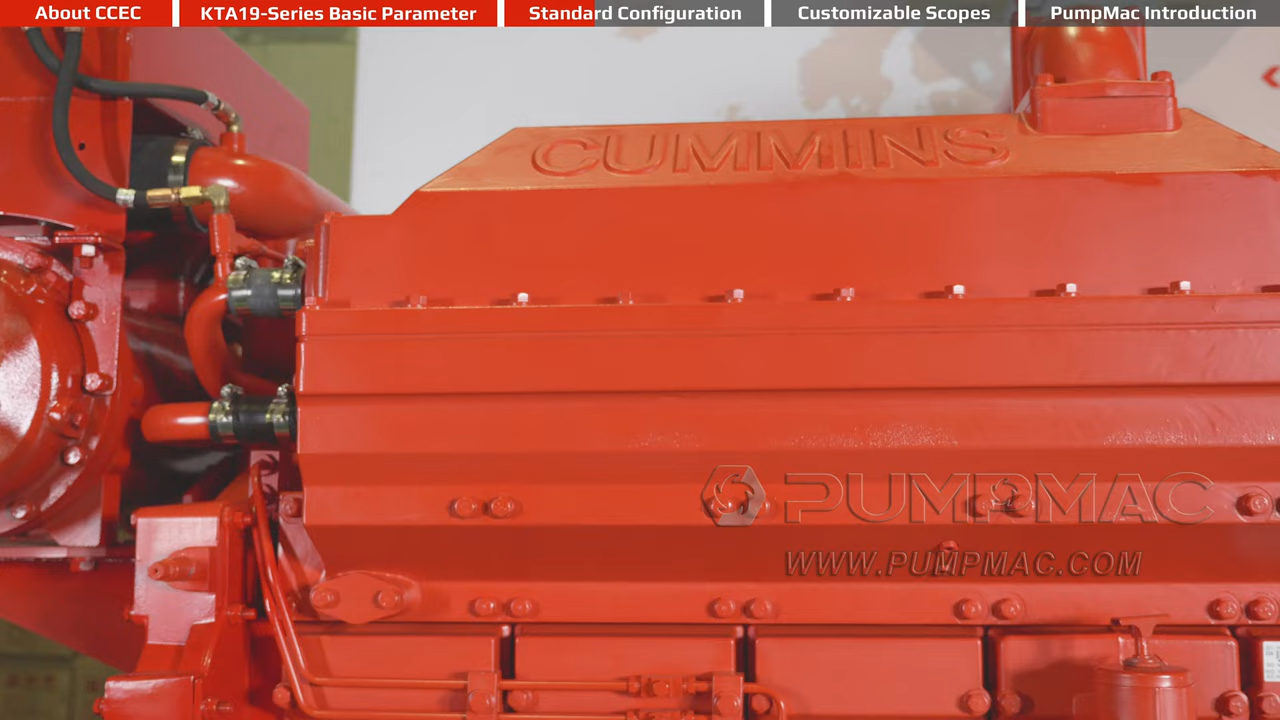 About CCEC
KTA19-Series Basic Parameter
Standard Configuration
Customizable Scopes
PumpMac Introduction
CUMMINS
PUMPMAC
WWW.PUMPMAC.COM